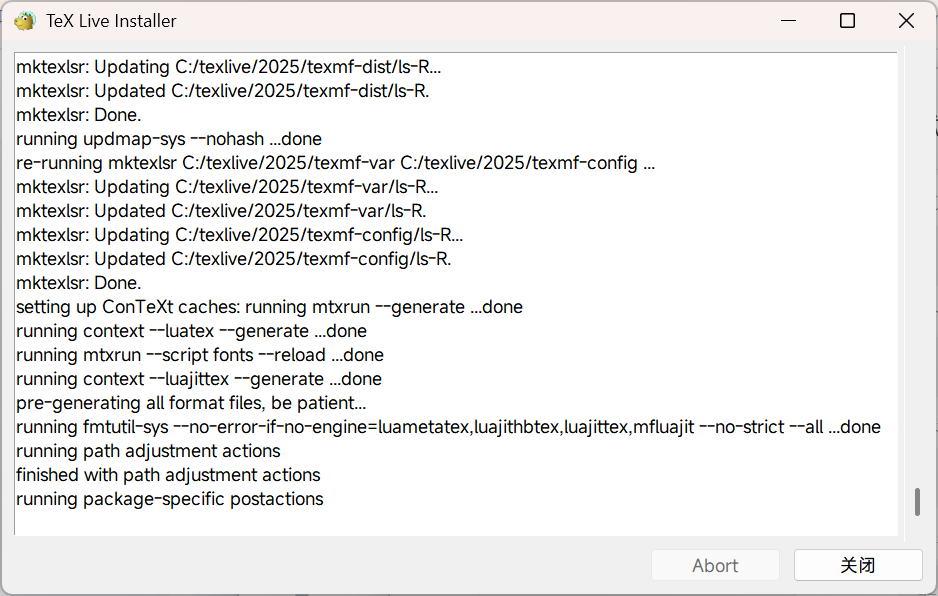 TeX Live Installer
mktexlsr: Updating C:/texlive/2025/texmf-dist/ls-R...
mktexlsr: Updated C:/texlive/2025/texmf-dist/ls-R.
mktexlsr: Done.
running updmap-sys --nohash ...done
re-running mktexlsr C:/texlive/2025/texmf-var C:/texlive/2025/texmf-config ...
mktexlsr: Updating C:/texlive/2025/texmf-var/ls-R...
mktexlsr: Updated C:/texlive/2025/texmf-var/ls-R.
mktexlsr: Updating C:/texlive/2025/texmf-config/ls-R...
mktexlsr: Updated C:/texlive/2025/texmf-config/ls-R.
mktexlsr: Done.
setting up ConTeXt caches: running mtxrun --generate ...done
running context --luatex --generate ...done
running mtxrun --script fonts --reload ...done
running context --luajittex --generate ...done
pre-generating all format files, be patient...
running fmtutil-sys --no-error-if-no-engine=luametatex,luajithbtex,luajittex,mfluajit --no-strict --all ...done
running path adjustment actions
finished with path adjustment actions
running package-specific postactions
Abort
关闭